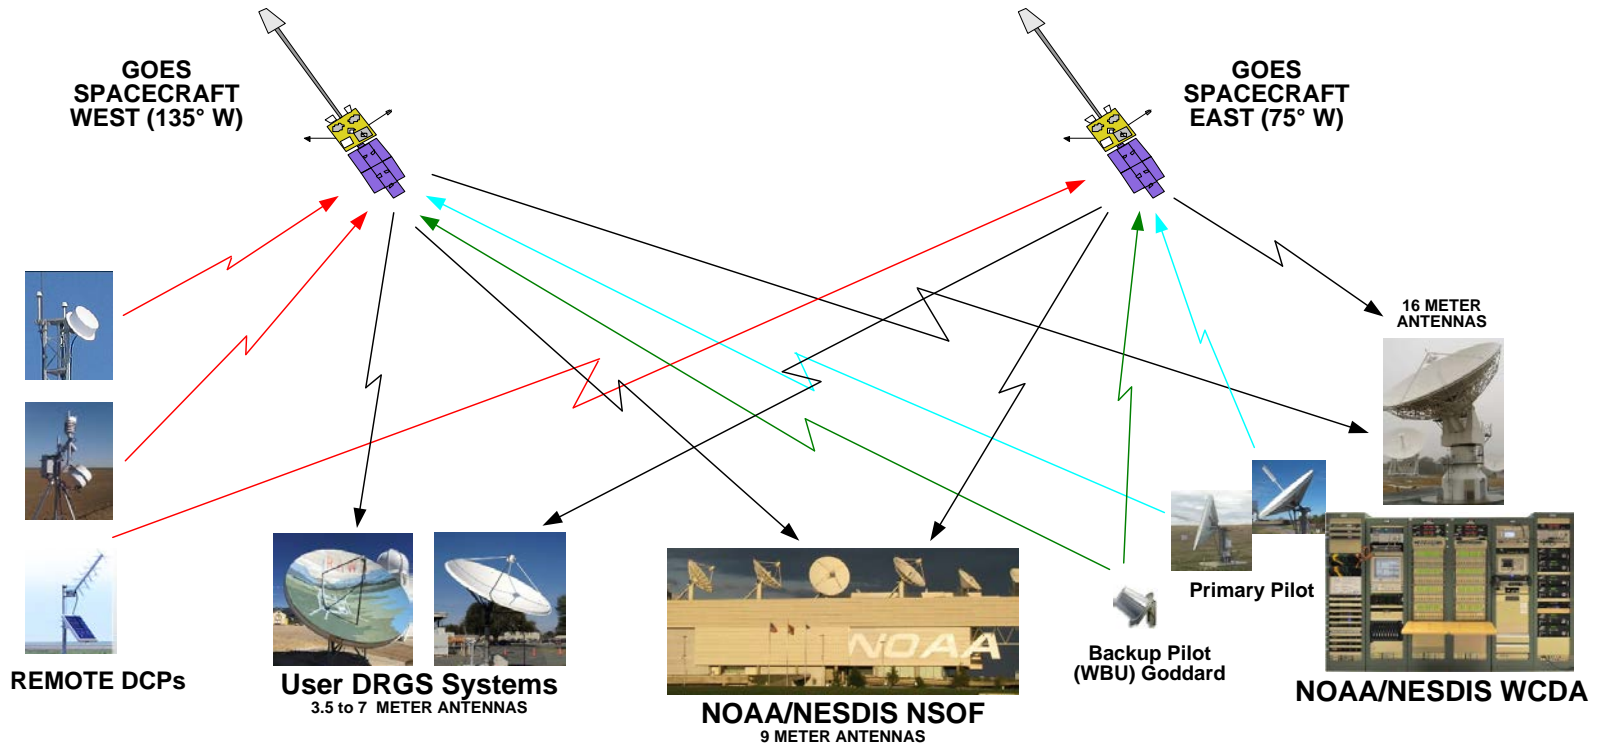 GOES
SPACECRAFT
WEST (135° W)
GOES
SPACECRAFT
EAST (75° W)
16 METER
ANTENNAS
NOAA
Primary Pilot
Backup Pilot
(WBU) Goddard
REMOTE DCPs
User DRGS Systems
3.5 to 7 METER ANTENNAS
NOAA/NESDIS NSOF
9 METER ANTENNAS
NOAA/NESDIS WCDA